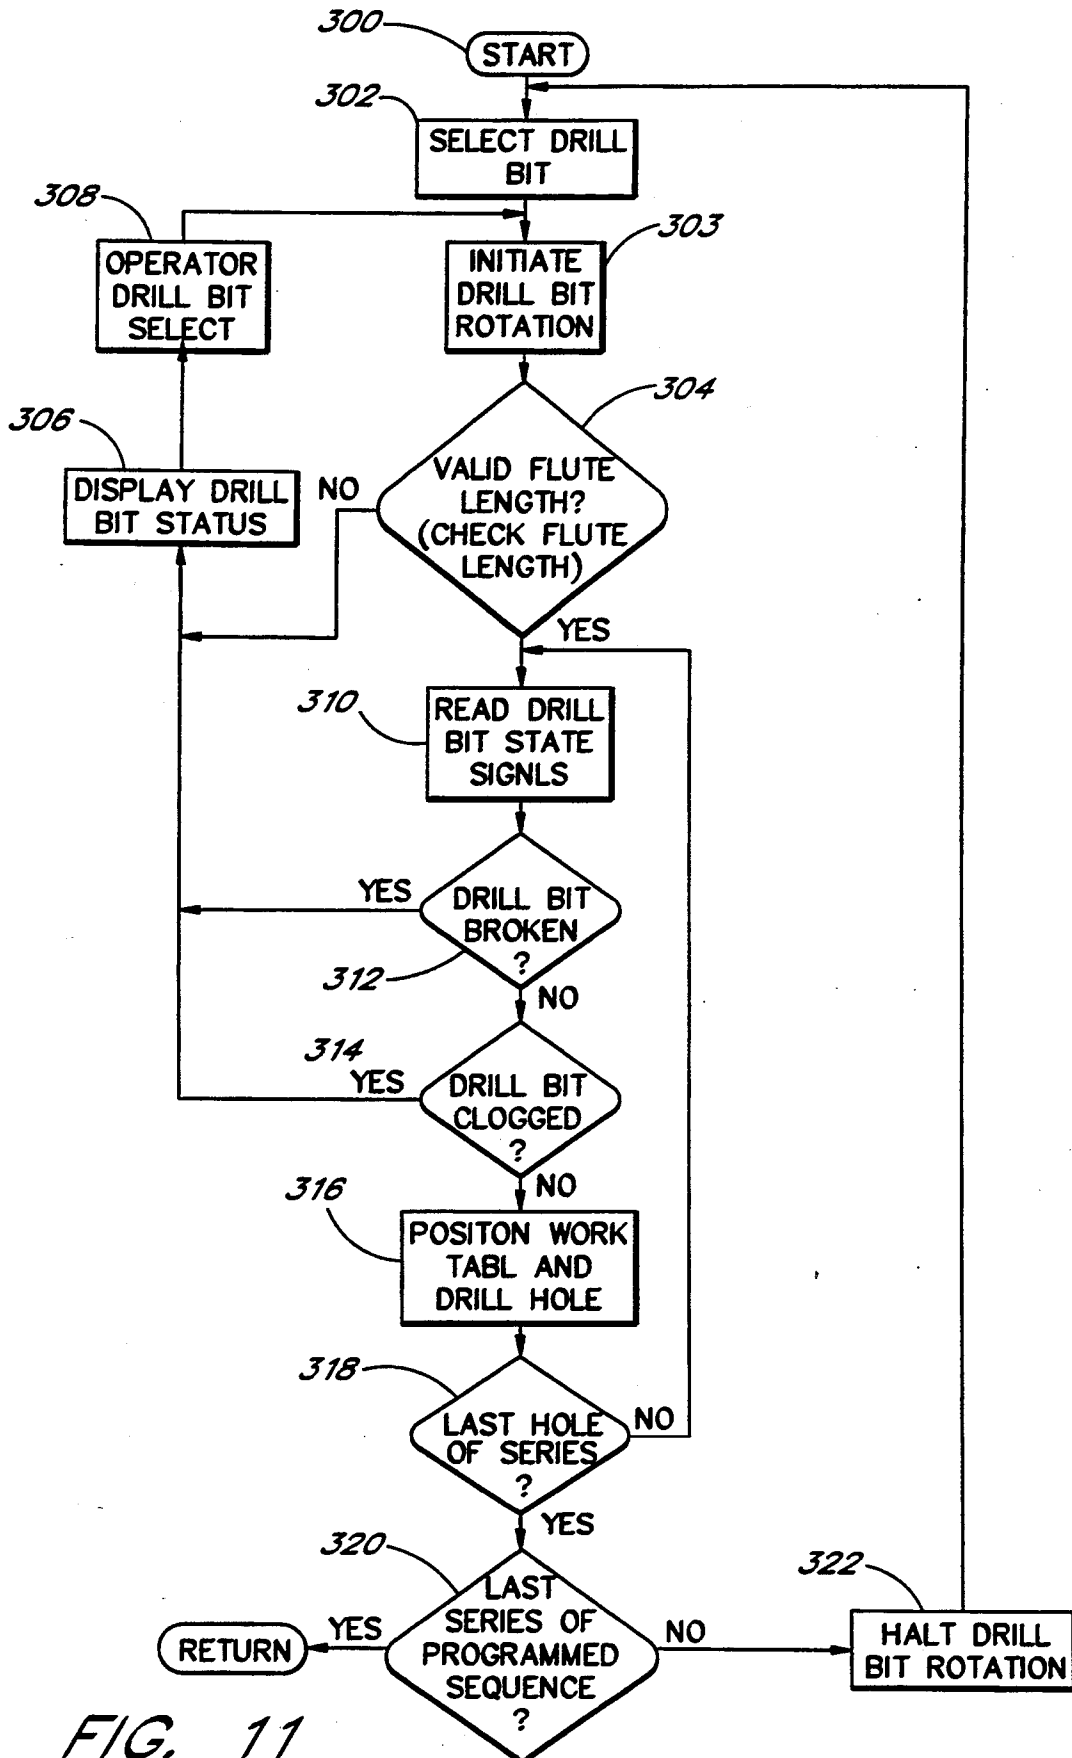 300
START
302
SELECT DRILL
BIT
308
303
OPERATOR
DRILL BIT
SELECT
INITIATE
DRILL BIT
ROTATION
304
306
VALID FLUTE
LENGTH?
(CHECK FLUTE
LENGTH)
NO
DISPLAY DRILL
BIT STATUS
YES
310
READ DRILL
BIT STATE
SIGNLS
YES
DRILL BIT
BROKEN
?
312
NO
314
YES
DRILL BIT
CLOGGED
?
NO
316
POSITON WORK
TABL AND
DRILL HOLE
318
LAST HOLE
OF SERIES
?
NO
YES
320
LAST
SERIES OF
PROGRAMMED
SEQUENCE
?
YES
RETURN
NO
322
HALT DRILL
BIT ROTATION
FIG. 11